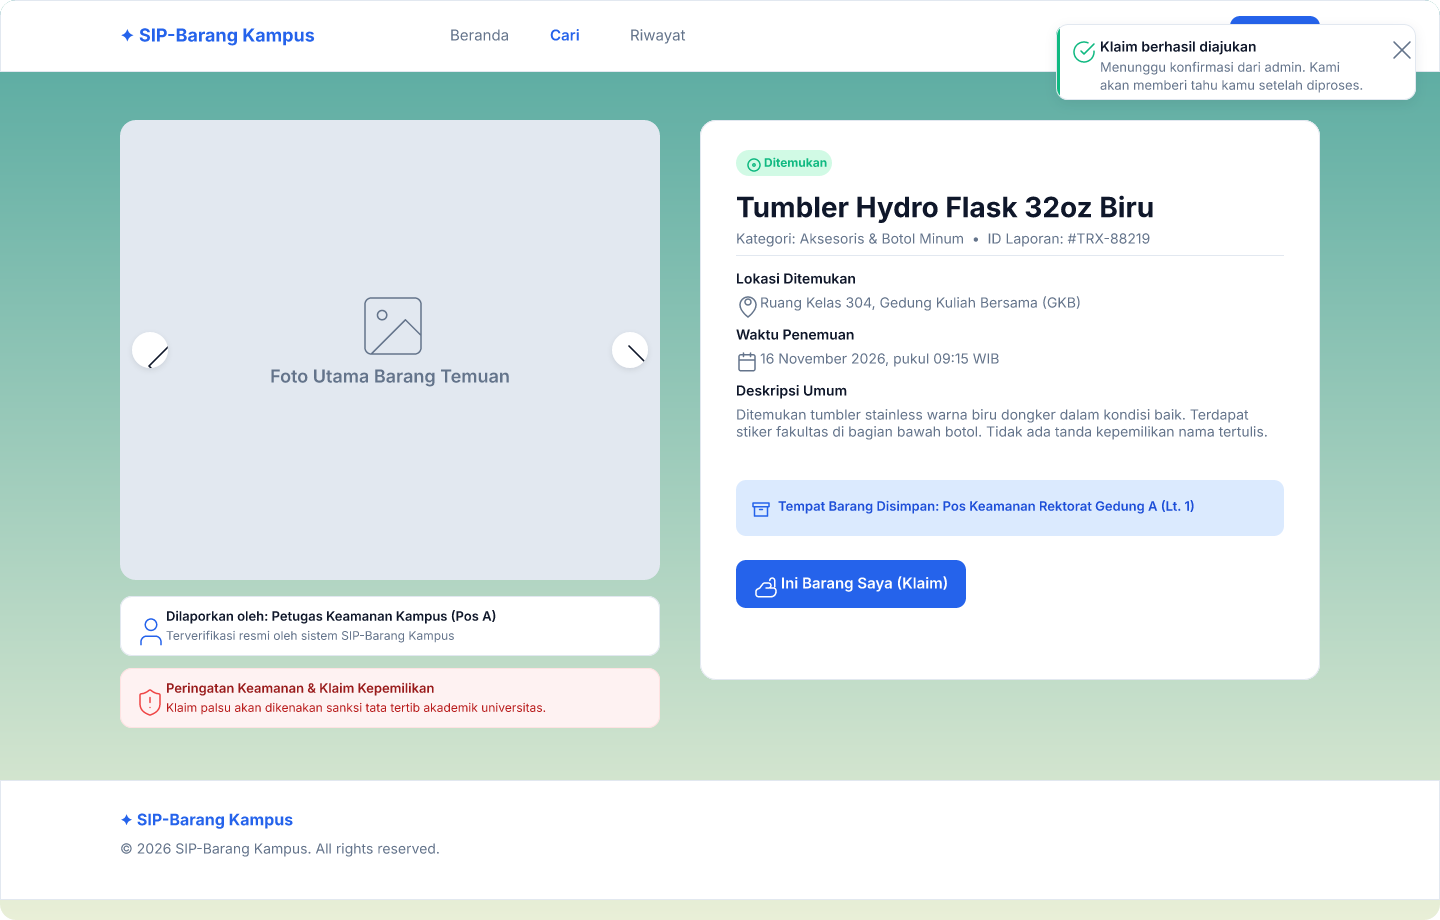 ✦ SIP-Barang Kampus
Beranda
Cari
Riwayat
Klaim berhasil diajukan
Menunggu konfirmasi dari admin. Kami
akan memberi tahu kamu setelah diproses.
Foto Utama Barang Temuan
Dilaporkan oleh: Petugas Keamanan Kampus (Pos A)
Terverifikasi resmi oleh sistem SIP-Barang Kampus
Peringatan Keamanan & Klaim Kepemilikan
Klaim palsu akan dikenakan sanksi tata tertib akademik universitas.
Ditemukan
Tumbler Hydro Flask 32oz Biru
Kategori: Aksesoris & Botol Minum • ID Laporan: #TRX-88219
Lokasi Ditemukan
Ruang Kelas 304, Gedung Kuliah Bersama (GKB)
Waktu Penemuan
16 November 2026, pukul 09:15 WIB
Deskripsi Umum
Ditemukan tumbler stainless warna biru dongker dalam kondisi baik. Terdapat
stiker fakultas di bagian bawah botol. Tidak ada tanda kepemilikan nama tertulis.
Tempat Barang Disimpan: Pos Keamanan Rektorat Gedung A (Lt. 1)
Ini Barang Saya (Klaim)
✦ SIP-Barang Kampus
© 2026 SIP-Barang Kampus. All rights reserved.